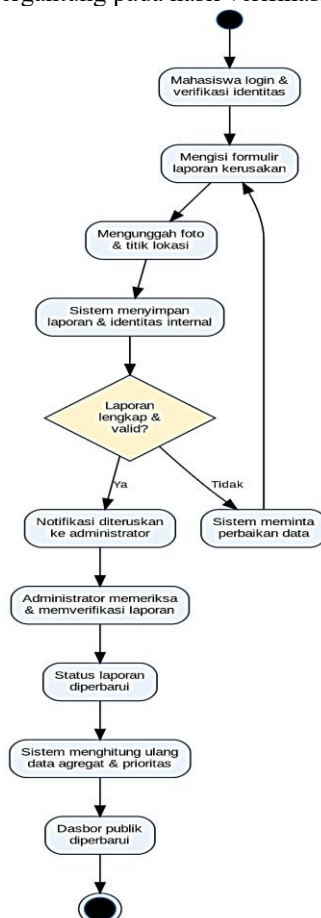 Mahasiswa login &
verifikasi identitas
Mengisi formulir
laporan kerusakan
Mengunggah foto
& titik lokasi
Sistem menyimpan
laporan & identitas internal
Laporan
lengkap &
valid?
Ya
Tidak
Notifikasi diteruskan
ke administrator
Sistem meminta
perbaikan data
Administrator memeriksa
& memverifikasi laporan
Status laporan
diperbarui
Sistem menghitung ulang
data agregat & prioritas
Dasbor publik
diperbarui